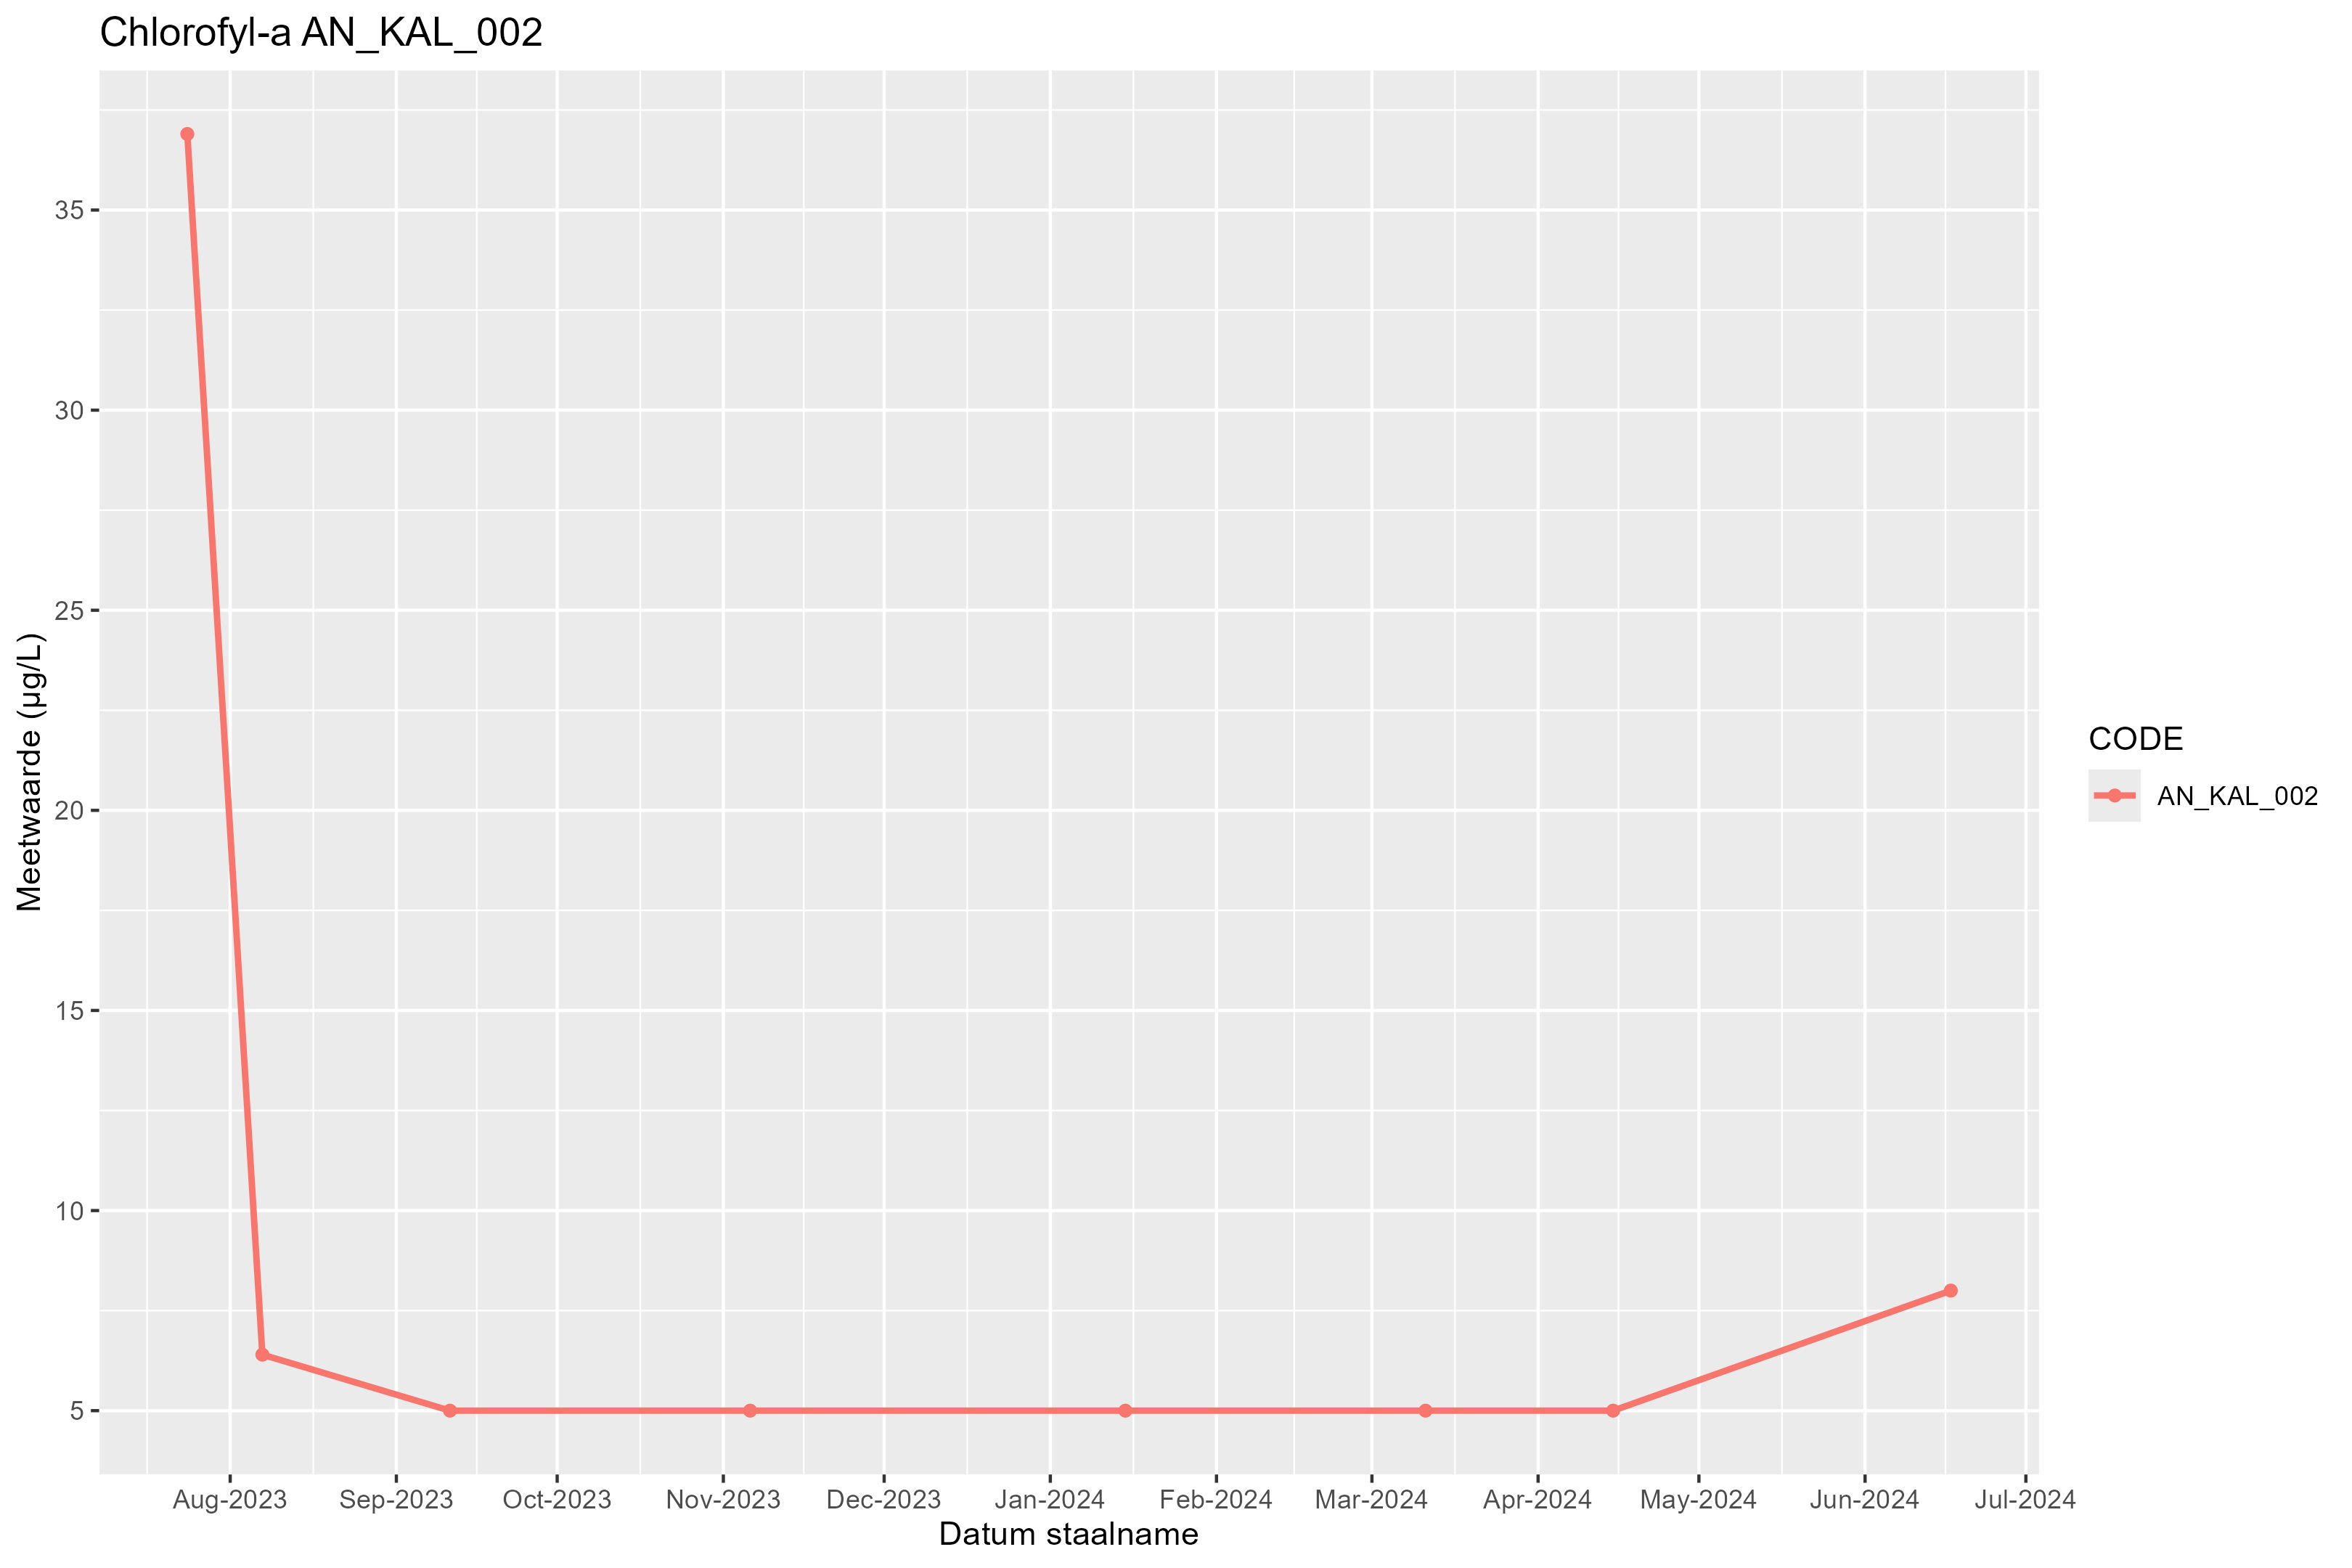 Chlorofyl-a AN_KAL_002
Meetwaarde (µg/L)
35
30
25
20
15
10
5
Aug-2023
Sep-2023
Oct-2023
Nov-2023
Dec-2023
Jan-2024
Feb-2024
Mar-2024
Apr-2024
May-2024
Jun-2024
Jul-2024
Datum staalname
CODE
AN_KAL_002